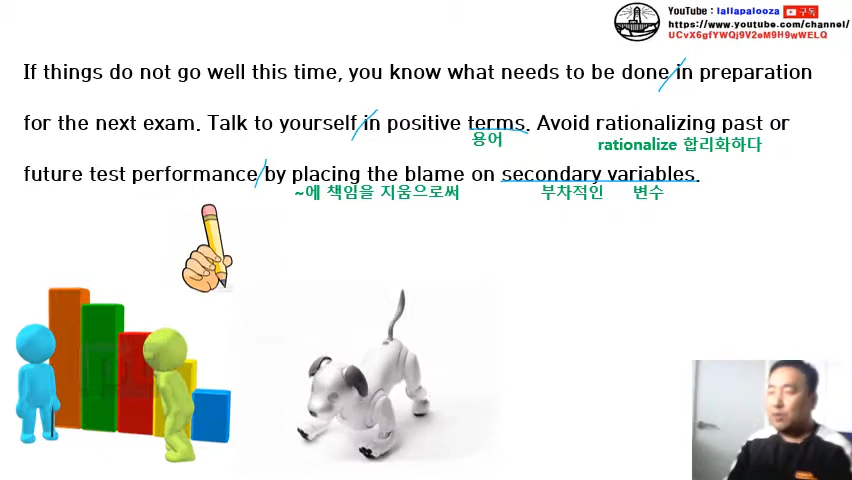 YouTube : lallapalooza 구독
https://www.youtube.com/channel/
UCvX6gfYWQj9V2eM9H9wWELQ
If things do not go well this time, you know what needs to be done in preparation
for the next exam. Talk to yourself in positive terms. Avoid rationalizing past or
용어
rationalize 합리화하다
future test performance by placing the blame on secondary variables.
~에 책임을 지움으로써 부차적인 변수